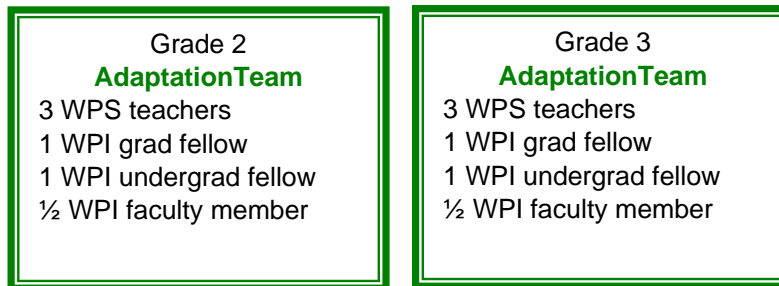 Grade 2
AdaptationTeam
3 WPS teachers
1 WPI grad fellow
1 WPI undergrad fellow
½ WPI faculty member
Grade 3
AdaptationTeam
3 WPS teachers
1 WPI grad fellow
1 WPI undergrad fellow
½ WPI faculty member